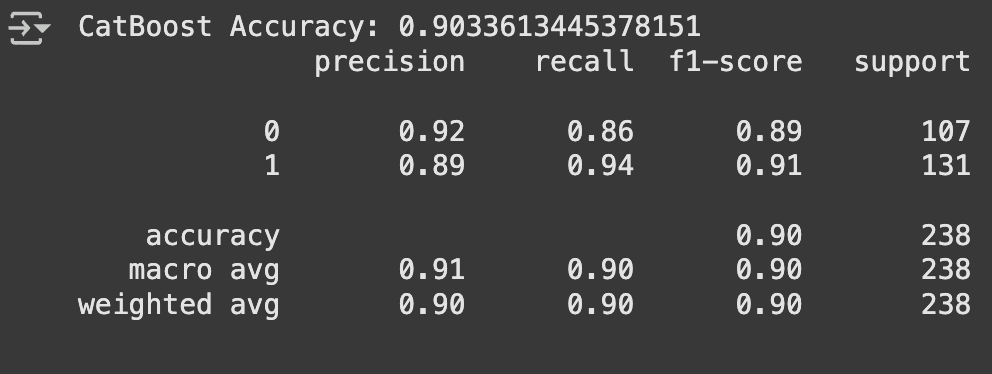 CatBoost Accuracy: 0.9033613445378151
precision recall f1-score support
0 0.92 0.86 0.89 107
1 0.89 0.94 0.91 131
accuracy 0.90 238
macro avg 0.91 0.90 0.90 238
weighted avg 0.90 0.90 0.90 238